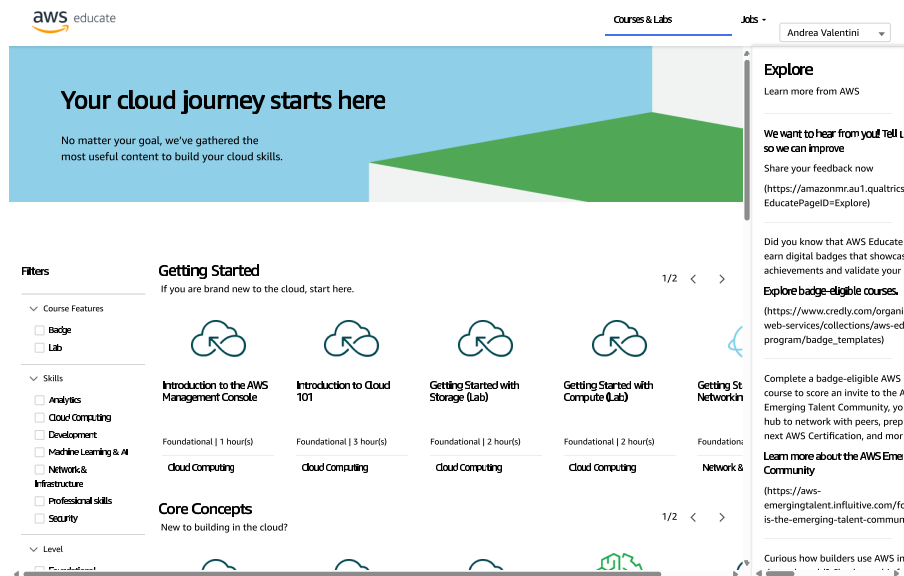 aws educate
Courses & Labs
Jobs
Andrea Valentini
Your cloud journey starts here
No matter your goal, we've gathered the
most useful content to build your cloud skills.
Filters
Course Features
Badge
Lab
Skills
Analytics
Cloud Computing
Development
Machine Learning & AI
Network &
Infrastructure
Professional skills
Security
Level
Foundational
Getting Started
If you are brand new to the cloud, start here.
1/2
Introduction to the AWS
Management Console
Foundational | 1 hour(s)
Cloud Computing
Introduction to Cloud
101
Foundational | 3 hour(s)
Cloud Computing
Getting Started with
Storage (Lab)
Foundational | 2 hour(s)
Cloud Computing
Getting Started with
Compute (Lab)
Foundational | 2 hour(s)
Cloud Computing
Getting St
Networkin
Foundationa
Network &
Core Concepts
New to building in the cloud?
1/2
Explore
Learn more from AWS
We want to hear from you! Tell u
so we can improve
Share your feedback now
(https://amazonmr.au1.qualtrics
EducatePageID=Explore)
Did you know that AWS Educate
earn digital badges that showcas
achievements and validate your
Explore badge-eligible courses.
(https://www.credly.com/organi
web-services/collections/aws-ed
program/badge_templates)
Complete a badge-eligible AWS
course to score an invite to the A
Emerging Talent Community, yo
hub to network with peers, prep
next AWS Certification, and mor
Learn more about the AWS Emer
Community
(https://aws-
emergingtalent.influitive.com/fo
is-the-emerging-talent-commun
Curious how builders use AWS in